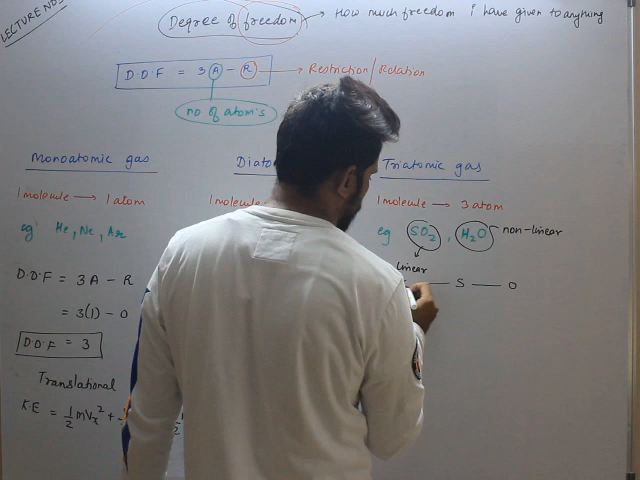 LECTURE NO:
Degree of freedom → How much freedom i have given to anything
D.O.F = 3A - R → Restriction/Relation
no of atom's
Monoatomic gas
1 molecule → 1 atom
eg He, Ne, Ar
D.O.F = 3A - R
= 3(1) - 0
D.O.F = 3
Translational
K.E = 1/2 mVx² +
1 molecule
Triatomic gas
1 molecule → 3 atom
eg SO2, H2O non-linear
linear
S — O